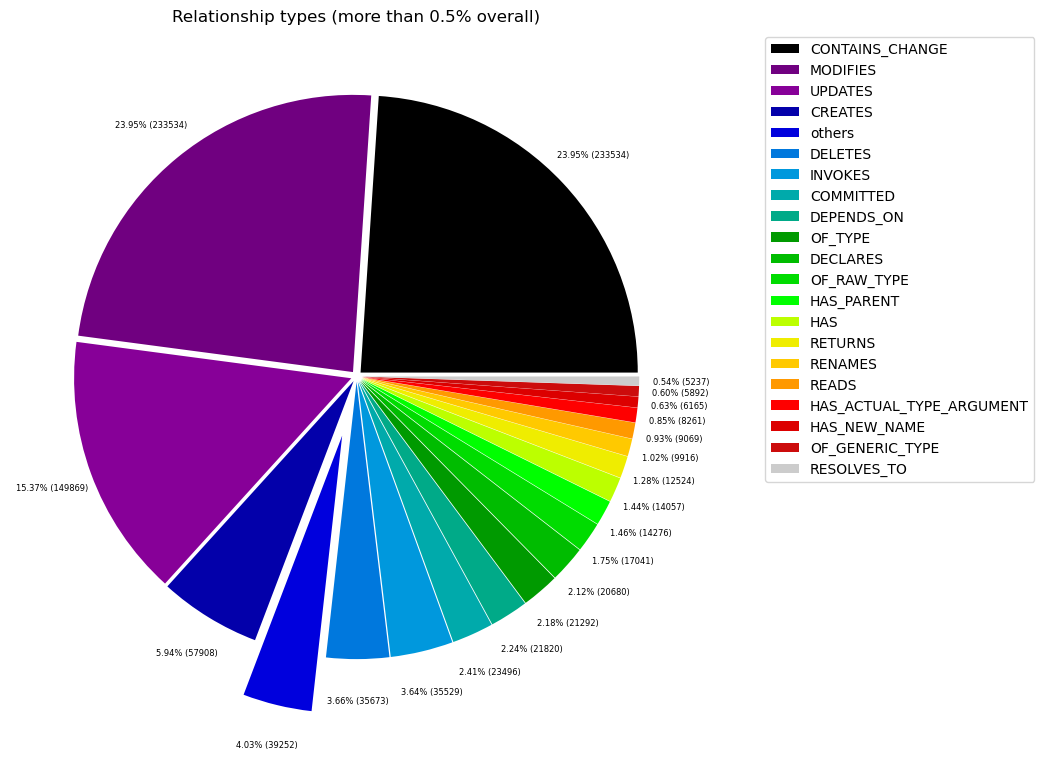 Relationship types (more than 0.5% overall)
23.95% (233534)
23.95% (233534)
15.37% (149869)
5.94% (57908)
4.03% (39252)
3.66% (35673)
3.64% (35529)
2.41% (23496)
2.24% (21820)
2.18% (21292)
2.12% (20680)
1.75% (17041)
1.46% (14276)
1.44% (14057)
1.28% (12524)
1.02% (9916)
0.93% (9069)
0.85% (8261)
0.63% (6165)
0.60% (5892)
0.54% (5237)
CONTAINS_CHANGE
MODIFIES
UPDATES
CREATES
others
DELETES
INVOKES
COMMITTED
DEPENDS_ON
OF_TYPE
DECLARES
OF_RAW_TYPE
HAS_PARENT
HAS
RETURNS
RENAMES
READS
HAS_ACTUAL_TYPE_ARGUMENT
HAS_NEW_NAME
OF_GENERIC_TYPE
RESOLVES_TO